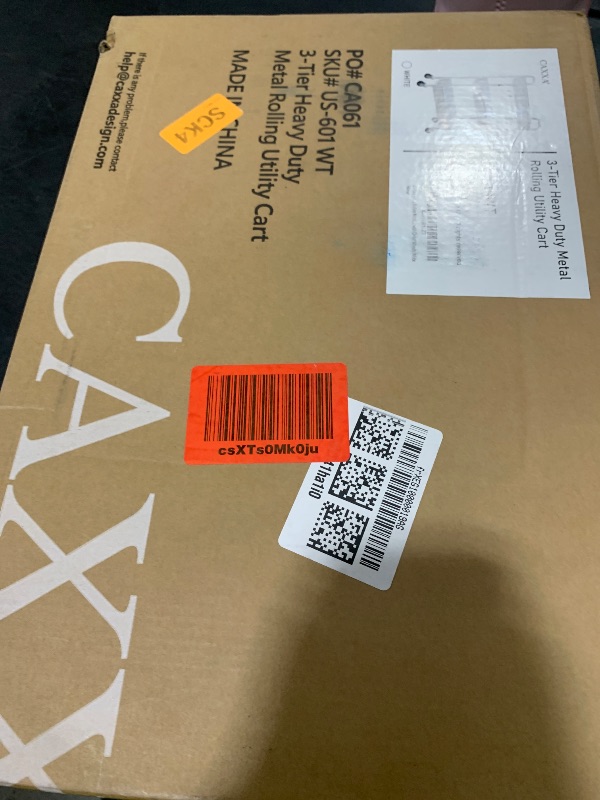 PO# CA061
SKU# US-601 WT
3-Tier Heavy Duty
Metal Rolling Utility Cart
MADE IN CHINA
If there is any problem,please contact
help@caxxadesign.com
SCK4
CAXXA
WHITE
3-Tier Heavy Duty Metal
Rolling Utility Cart
csXTs0Mk0ju
CAXX